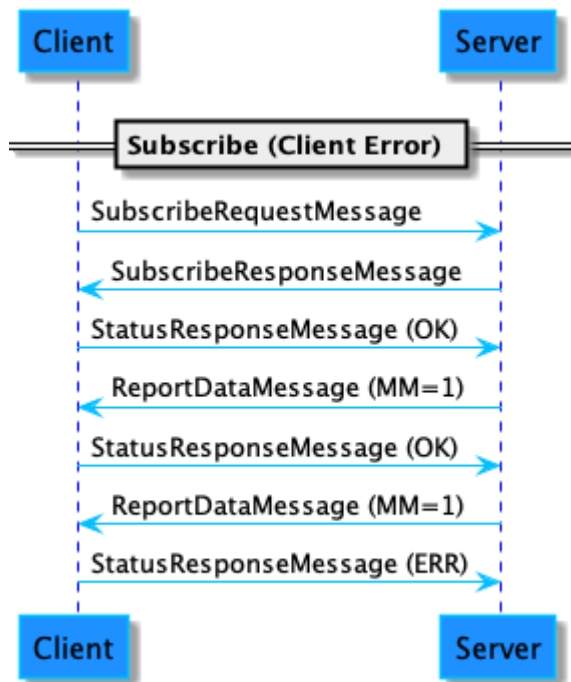 Client
Server
Subscribe (Client Error)
SubscribeRequestMessage
SubscribeResponseMessage
StatusResponseMessage (OK)
ReportDataMessage (MM=1)
StatusResponseMessage (OK)
ReportDataMessage (MM=1)
StatusResponseMessage (ERR)
Client
Server